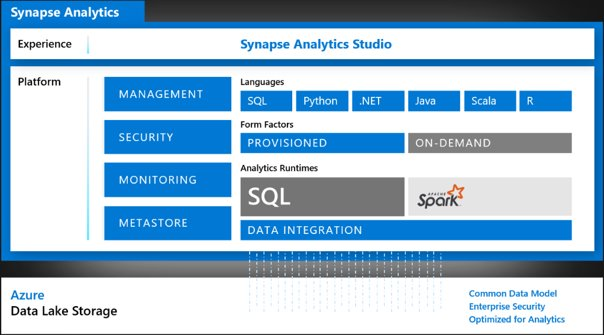 Synapse Analytics
Experience
Synapse Analytics Studio
Platform
MANAGEMENT
SECURITY
MONITORING
METASTORE
Languages
SQL
Python
.NET
Java
Scala
R
Form Factors
PROVISIONED
ON-DEMAND
Analytics Runtimes
SQL
APACHE
Spark
DATA INTEGRATION
Azure
Data Lake Storage
Common Data Model
Enterprise Security
Optimized for Analytics